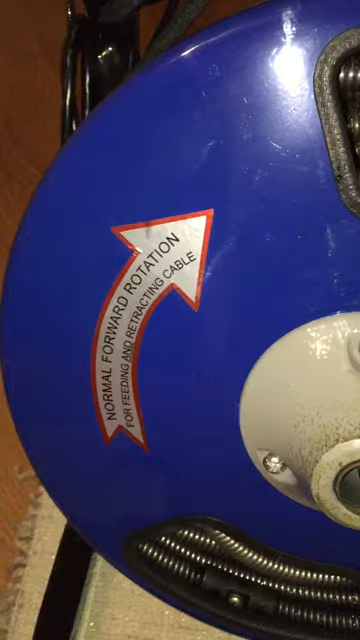 NORMAL FORWARD ROTATION
FOR FEEDING AND RETRACTING CABLE